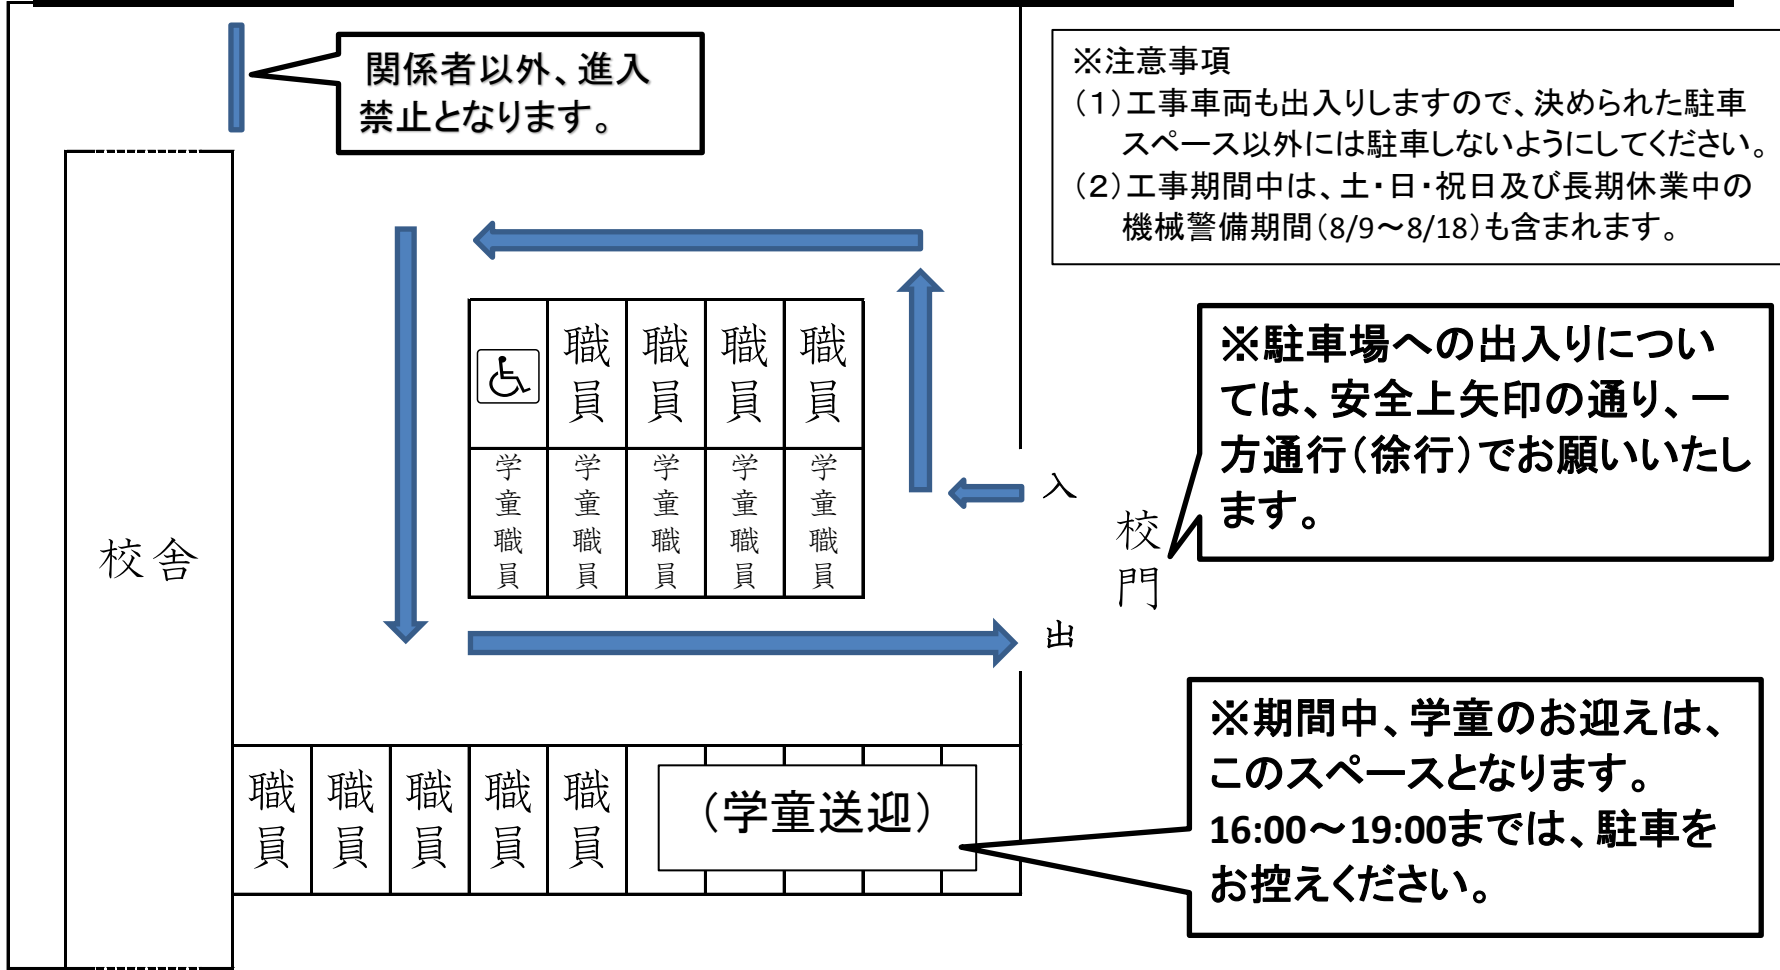 関係者以外、進入
禁止となります。
※注意事項
(1)工事車両も出入りしますので、決められた駐車
スペース以外には駐車しないようにしてください。
(2)工事期間中は、土・日・祝日及び長期休業中の
機械警備期間(8/9~8/18)も含まれます。
職員
職員
職員
職員
学童職員
学童職員
学童職員
学童職員
学童職員
校舎
入
校門
出
※駐車場への出入りについ
ては、安全上矢印の通り、一
方通行(徐行)でお願いいたし
ます。
職員
職員
職員
職員
職員
(学童送迎)
※期間中、学童のお迎えは、
このスペースとなります。
16:00~19:00までは、駐車を
お控えください。